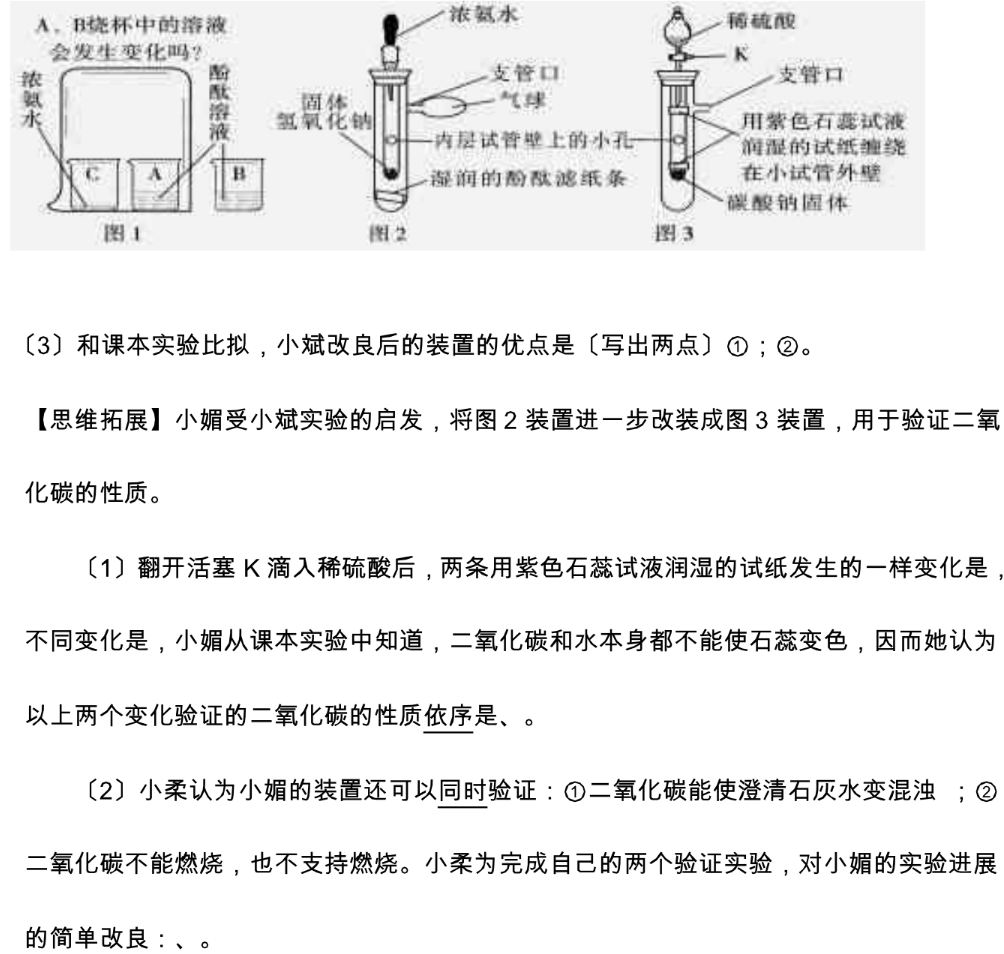 A、B烧杯中的溶液
会发生变化吗?
浓氨水
酚酞溶液
C
A
B
图1
浓氨水
支管口
气球
固体
氢氧化钠
内层试管壁上的小孔
湿润的酚酞滤纸条
图2
稀硫酸
K
支管口
用紫色石蕊试液
润湿的试纸缠绕
在小试管外壁
碳酸钠固体
图3
〔3〕和课本实验比拟，小斌改良后的装置的优点是〔写出两点〕①；②。
【思维拓展】小媚受小斌实验的启发，将图2装置进一步改装成图3装置，用于验证二氧
化碳的性质。
〔1〕翻开活塞K滴入稀硫酸后，两条用紫色石蕊试液润湿的试纸发生的一样变化是，
不同变化是，小媚从课本实验中知道，二氧化碳和水本身都不能使石蕊变色，因而她认为
以上两个变化验证的二氧化碳的性质依序是、。
〔2〕小柔认为小媚的装置还可以同时验证：①二氧化碳能使澄清石灰水变混浊 ；②
二氧化碳不能燃烧，也不支持燃烧。小柔为完成自己的两个验证实验，对小媚的实验进展
的简单改良：、。